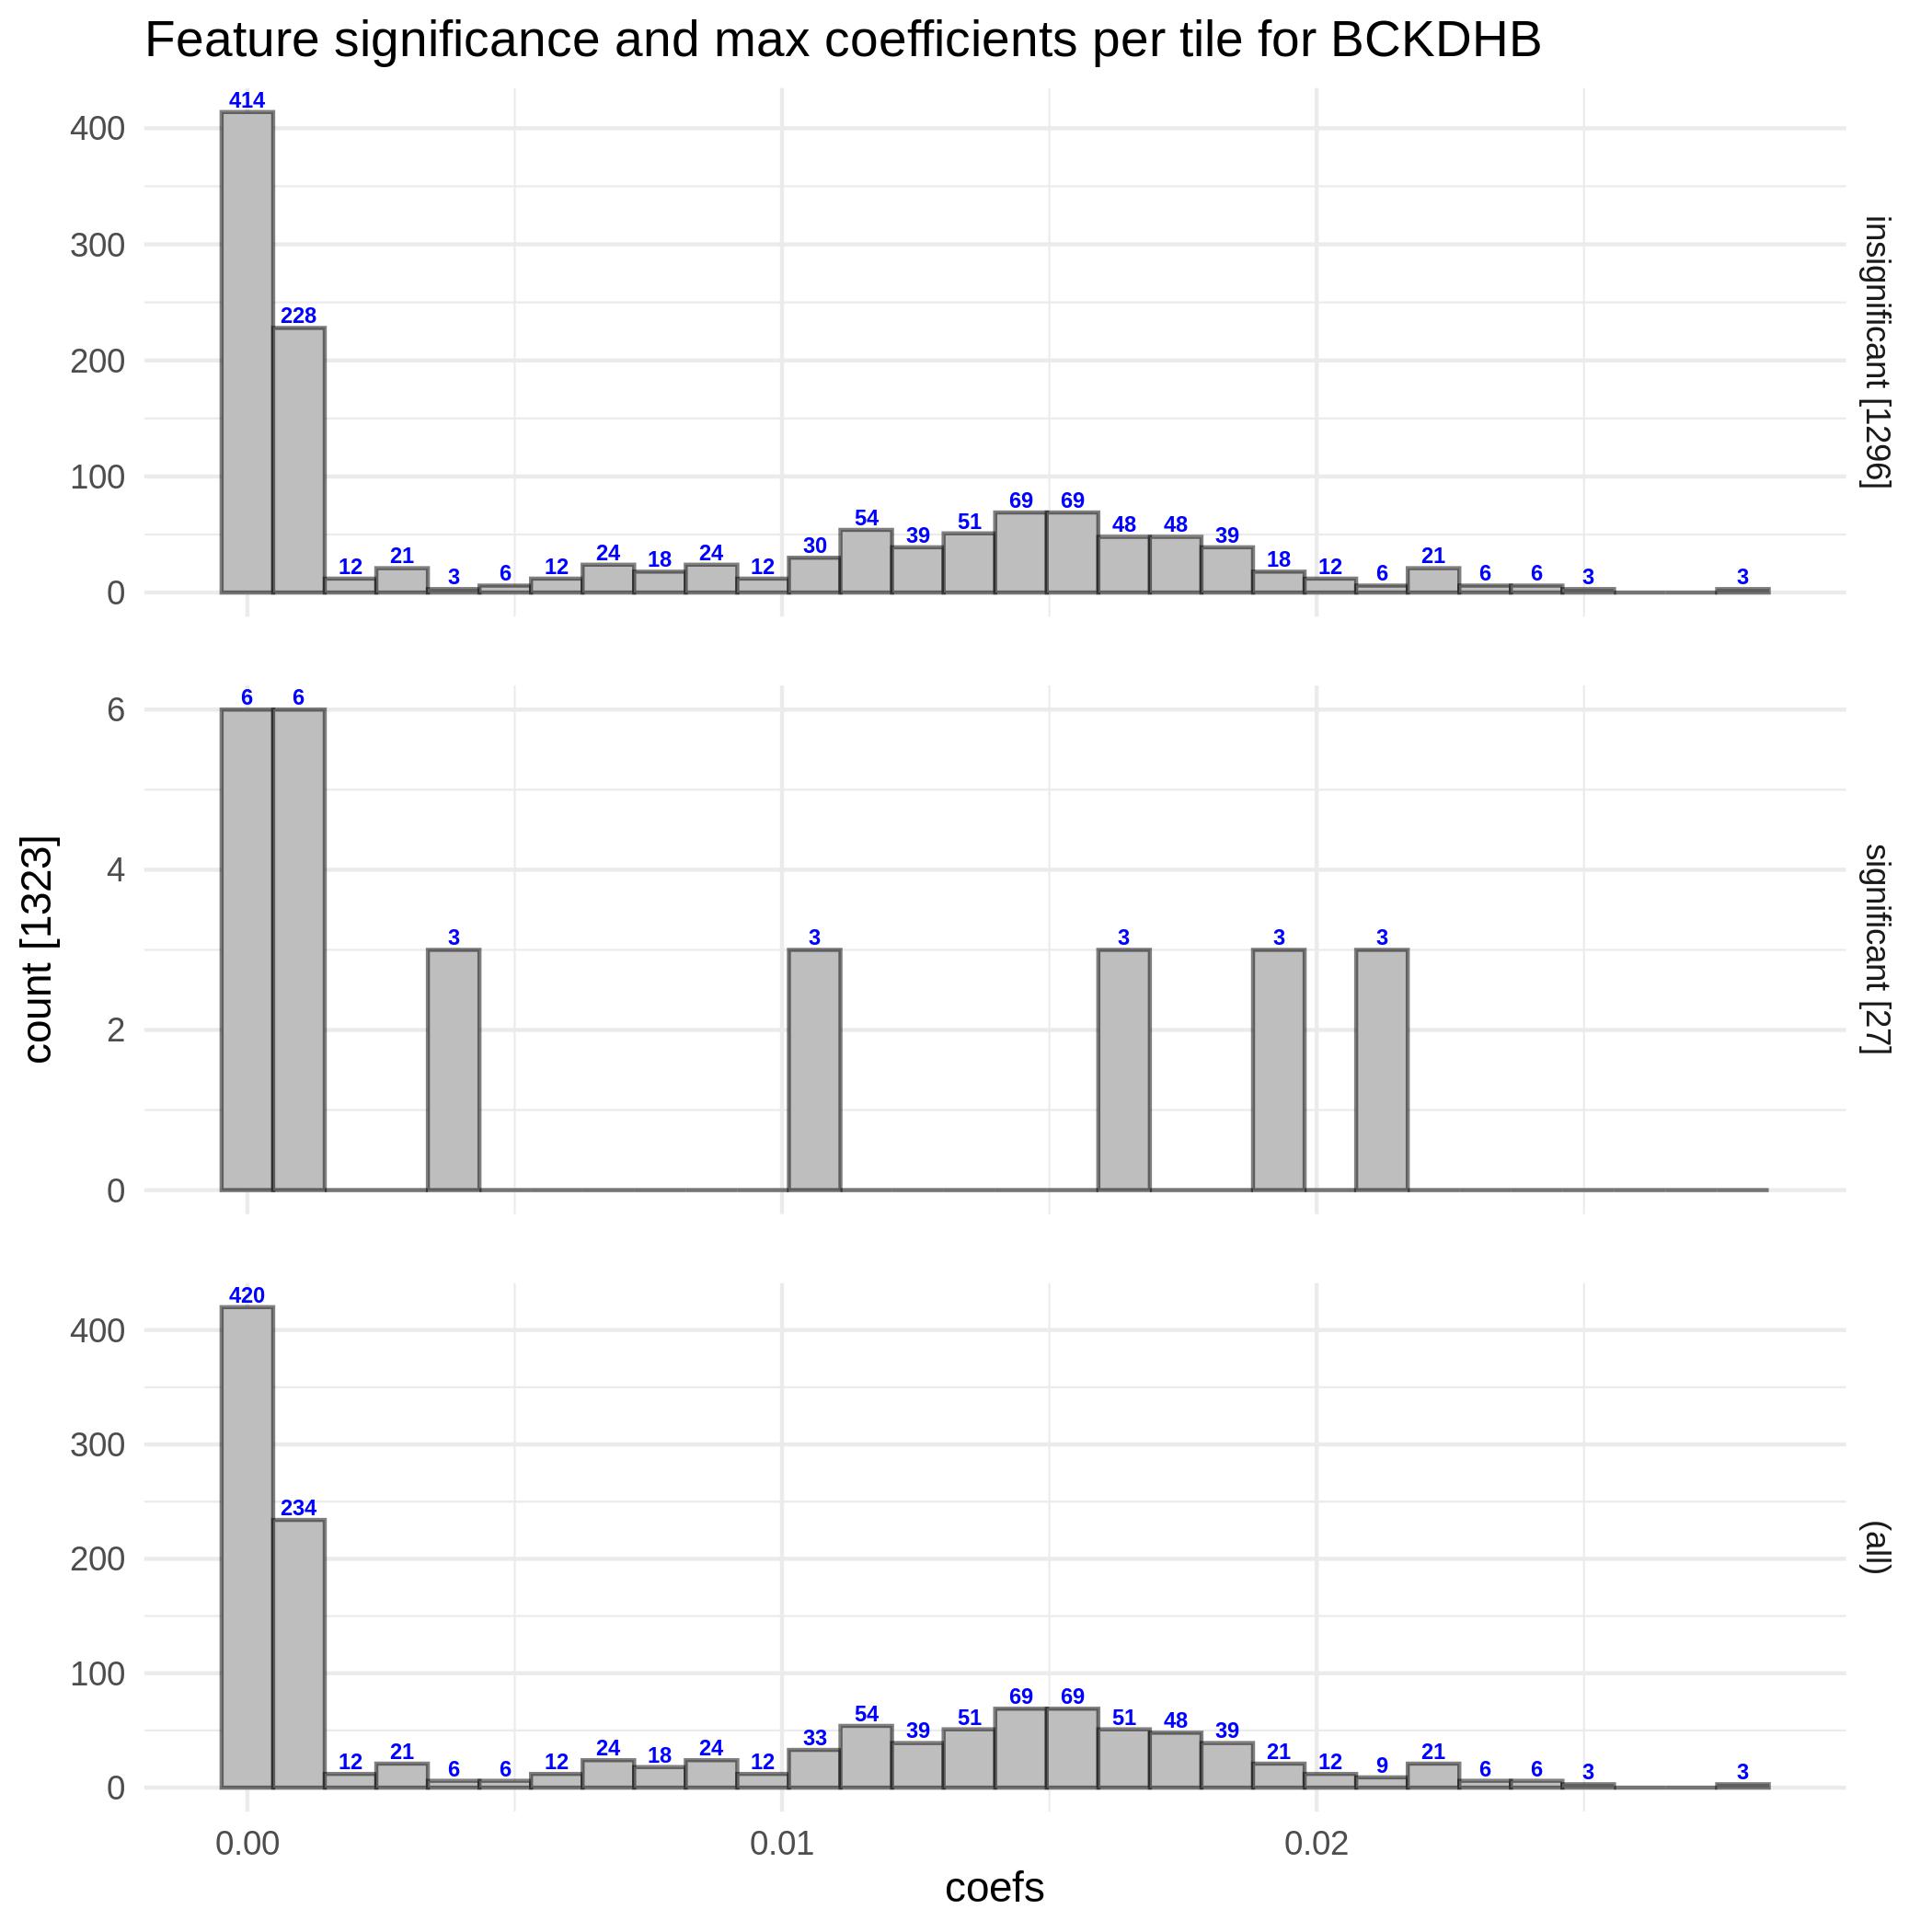 Feature significance and max coefficients per tile for BCKDHB
414
400
300
228
200
100
12 21 3 6 12 24 18 24 12 30 54 39 51 69 69 48 48 39 18 12 6 21 6 6 3 3
0
insignificant [1296]
6 6
6
4
3 3 3 3 3
2
0
significant [27]
count [1323]
420
400
300
234
200
100
12 21 6 6 12 24 18 24 12 33 54 39 51 69 69 51 48 39 21 12 9 21 6 6 3 3
0
(all)
0.00 0.01 0.02
coefs